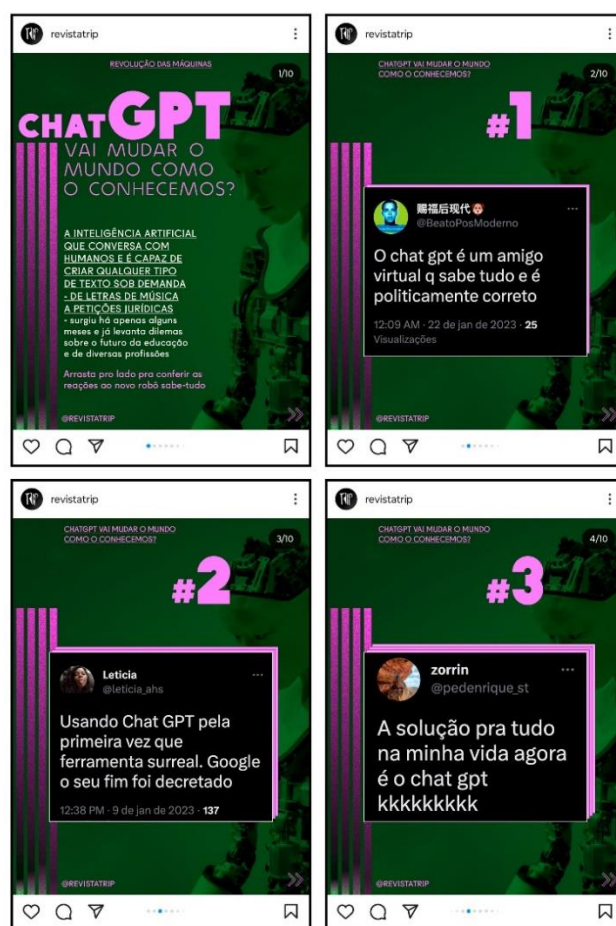 revistatrip
REVOLUÇÃO DAS MÁQUINAS
1/10
CHATGPT
VAI MUDAR O
MUNDO COMO
O CONHECEMOS?
A INTELIGÊNCIA ARTIFICIAL
QUE CONVERSA COM
HUMANOS E É CAPAZ DE
CRIAR QUALQUER TIPO
DE TEXTO SOB DEMANDA
- DE LETRAS DE MÚSICA
A PETIÇÕES JURÍDICAS
- surgiu há apenas alguns
meses e já levanta dilemas
sobre o futuro da educação
e de diversas profissões
Arrasta pro lado pra conferir as
reações ao novo robô sabe-tudo
@REVISTATRIP
revistatrip
CHATGPT VAI MUDAR O MUNDO
COMO O CONHECEMOS?
2/10
#1
赐福后现代
@BeatoPosModerno
O chat gpt é um amigo
virtual q sabe tudo e é
politicamente correto
12:09 AM · 22 de jan de 2023 · 25
Visualizações
@REVISTATRIP
revistatrip
CHATGPT VAI MUDAR O MUNDO
COMO O CONHECEMOS?
3/10
#2
Leticia
@leticia_ahs
Usando Chat GPT pela
primeira vez que
ferramenta surreal. Google
o seu fim foi decretado
12:38 PM · 9 de jan de 2023 · 137
@REVISTATRIP
revistatrip
CHATGPT VAI MUDAR O MUNDO
COMO O CONHECEMOS?
4/10
#3
zorrin
@pedenrique_st
A solução pra tudo
na minha vida agora
é o chat gpt
kkkkkkkkk
@REVISTATRIP